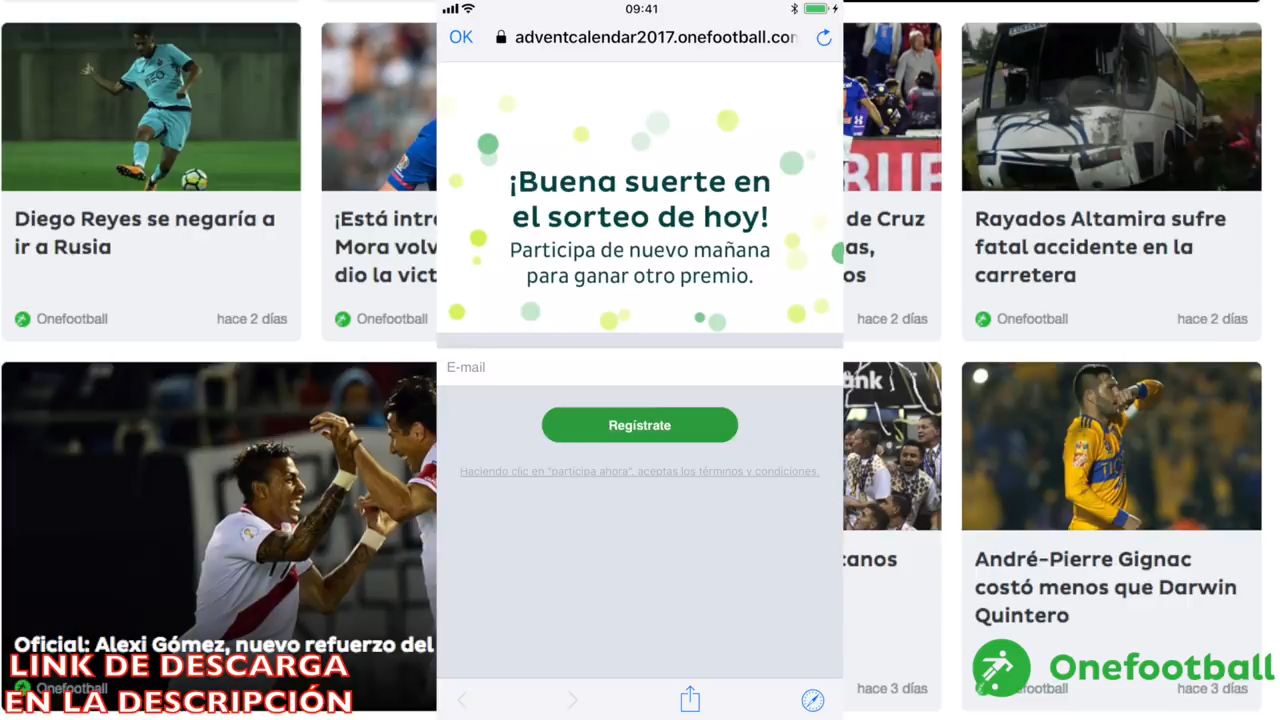 09:41
OK
adventcalendar2017.onefootball.com
¡Buena suerte en
el sorteo de hoy!
Participa de nuevo mañana
para ganar otro premio.
E-mail
Regístrate
Haciendo clic en "participa ahora", aceptas los términos y condiciones.
MEO
Diego Reyes se negaría a
ir a Rusia
Onefootball
hace 2 días
¡Está intr
Mora volv
dio la vict
Onefootball
de Cruz
as,
os
hace 2 días
Rayados Altamira sufre
fatal accidente en la
carretera
Onefootball
hace 2 días
Oficial: Alexi Gómez, nuevo refuerzo del
Onefootball
LINK DE DESCARGA
EN LA DESCRIPCIÓN
canos
hace 3 días
André-Pierre Gignac
costó menos que Darwin
Quintero
football
hace 3 días
Onefootball